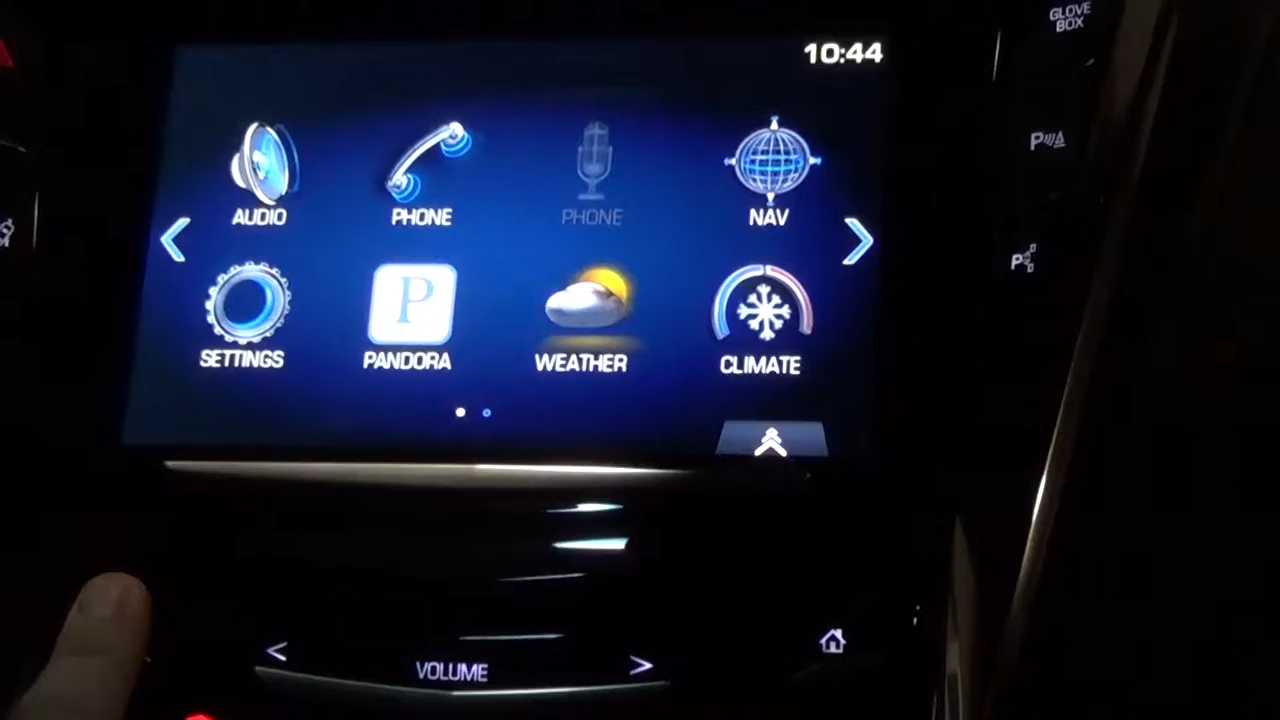 GLOVE
BOX
10:44
AUDIO
PHONE
PHONE
NAV
SETTINGS
P
PANDORA
WEATHER
CLIMATE
P
P
VOLUME